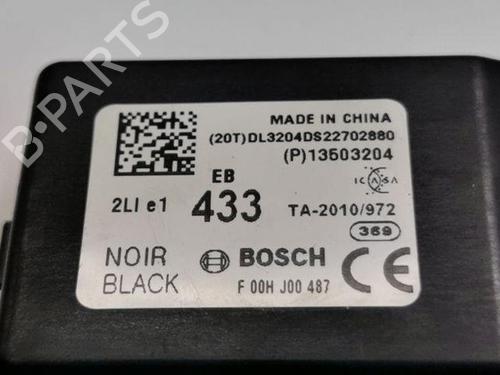 MADE IN CHINA
(20T)DL3204DS22702880
(P)13503204
EB
ICASA
2LI e1 433 TA-2010/972
369
NOIR BOSCH CE
BLACK F 00H J00 487
B-PARTS